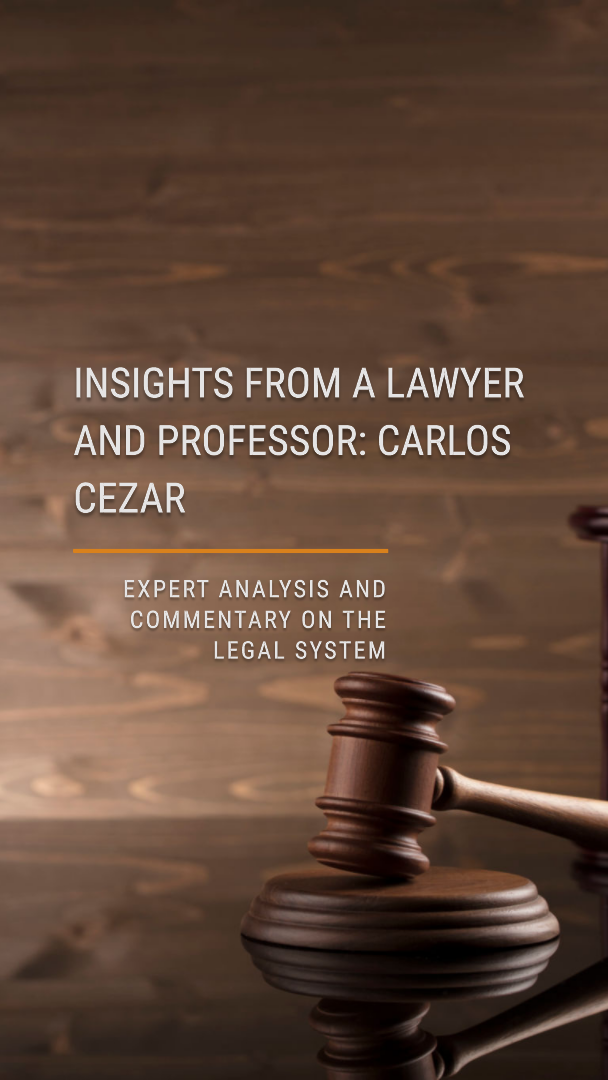 INSIGHTS FROM A LAWYER
AND PROFESSOR: CARLOS
CEZAR
EXPERT ANALYSIS AND
COMMENTARY ON THE
LEGAL SYSTEM